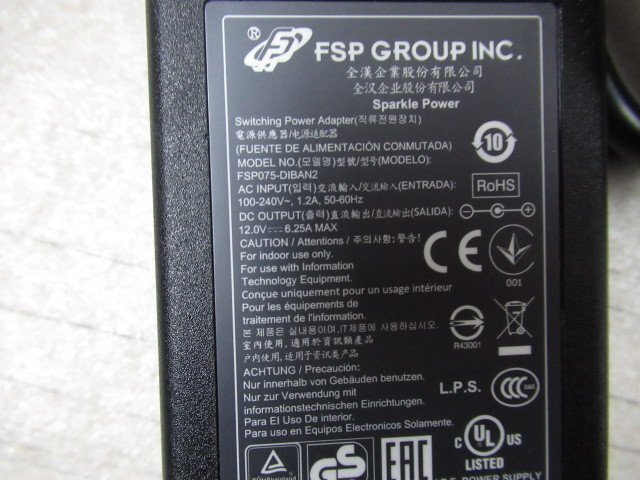 ® FSP GROUP INC.
全漢企業股份有限公司
全汉企业股份有限公司
Sparkle Power
Switching Power Adapter(직류전원장치)
電源供應器/电源适配器
(FUENTE DE ALIMENTACIÓN CONMUTADA)
MODEL NO.(모델명)型號/型号(MODELO):
FSP075-DIBAN2
AC INPUT(입력)交流輸入/交流输入(ENTRADA):
100-240V~, 1.2A, 50-60Hz
DC OUTPUT(출력)直流輸出/直流输出(SALIDA):
12.0V 6.25A MAX
CAUTION / Attentions / 주의사항: 警告!
For indoor use only.
For use with Information
Technology Equipment.
Conçue uniquement pour un usage intérieur
Pour les équipements de
traitement de l'information.
본 제품은 실내용이며,IT제품에 사용하십시오.
室內使用, 適用於資訊類產品
户内使用, 适用于资讯类产品
ACHTUNG / Precaución:
Nur innerhalb von Gebäuden benutzen.
Nur zur Verwendung mit
informationstechnischen Einrichtungen.
Para El Uso De interior.
Para uso en Equipos Electronicos Solamente.
10
RoHS
CE
001
R43001
L.P.S.
CCC S&E
c UL US
LISTED
TÜVRheinland
GS
EAC
I.T.E. POWER SUPPLY